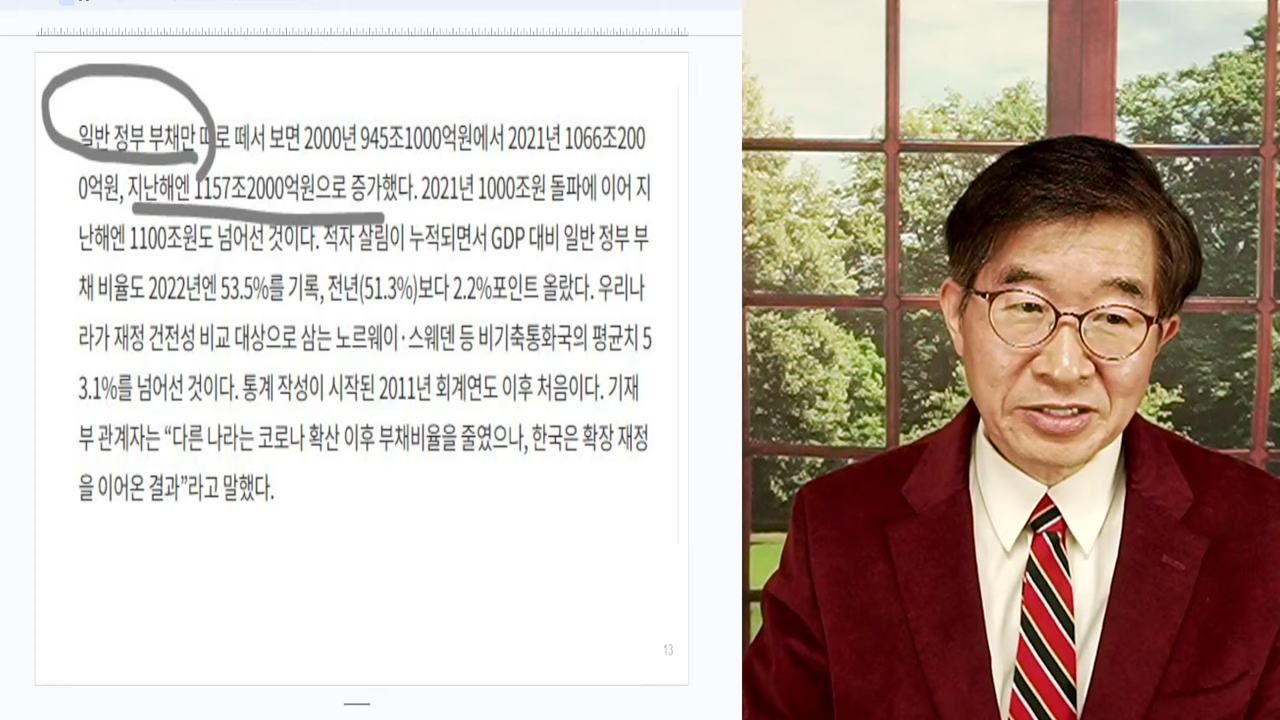 일반 정부 부채만 따로 떼서 보면 2000년 945조1000억원에서 2021년 1066조200
0억원, 지난해엔 1157조2000억원으로 증가했다. 2021년 1000조원 돌파에 이어 지
난해엔 1100조원도 넘어선 것이다. 적자 살림이 누적되면서 GDP 대비 일반 정부 부
채 비율도 2022년엔 53.5%를 기록, 전년(51.3%)보다 2.2%포인트 올랐다. 우리나
라가 재정 건전성 비교 대상으로 삼는 노르웨이·스웨덴 등 비기축통화국의 평균치 5
3.1%를 넘어선 것이다. 통계 작성이 시작된 2011년 회계연도 이후 처음이다. 기재
부 관계자는 “다른 나라는 코로나 확산 이후 부채비율을 줄였으나, 한국은 확장 재정
을 이어온 결과”라고 말했다.
13